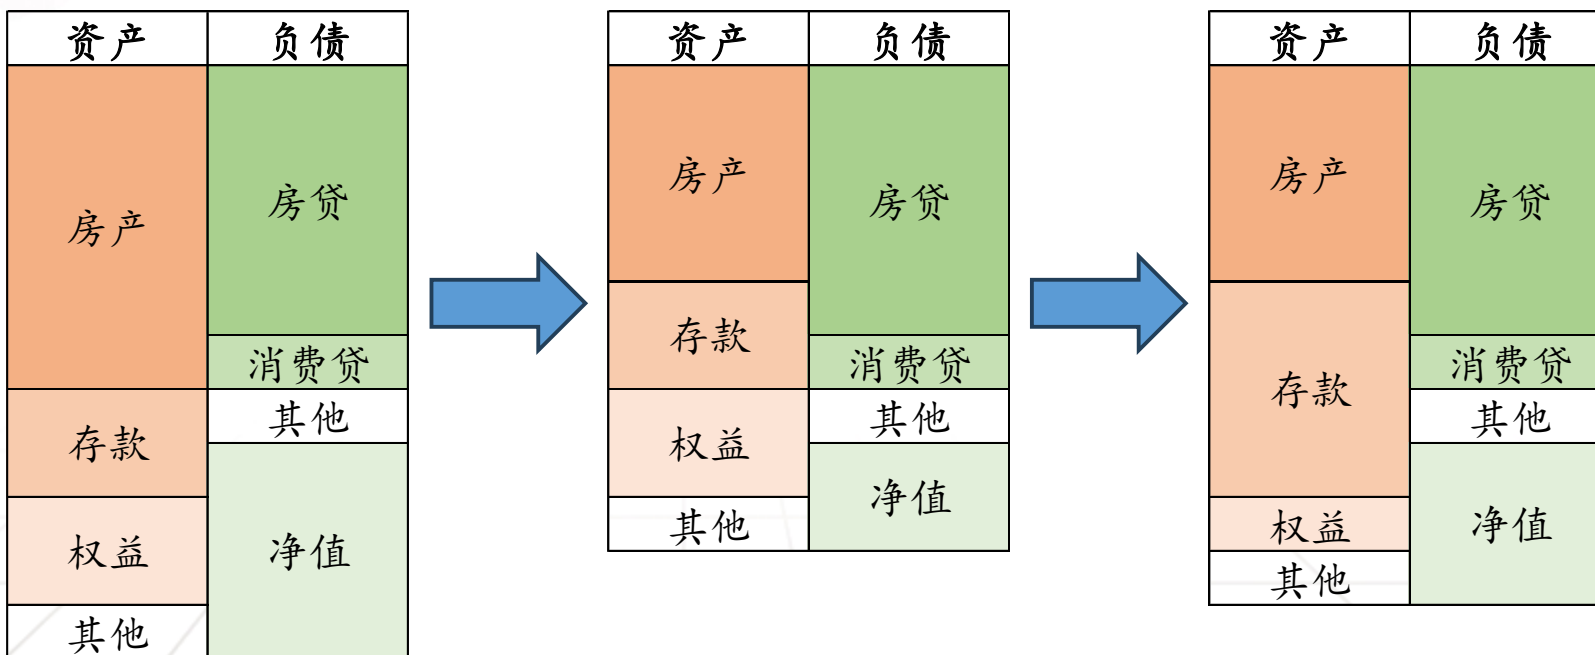 资产 负债
房产
房贷
消费贷
存款
其他
权益
净值
其他
资产 负债
房产
房贷
存款
消费贷
权益
其他
净值
其他
资产 负债
房产
房贷
存款
消费贷
其他
权益
净值
其他